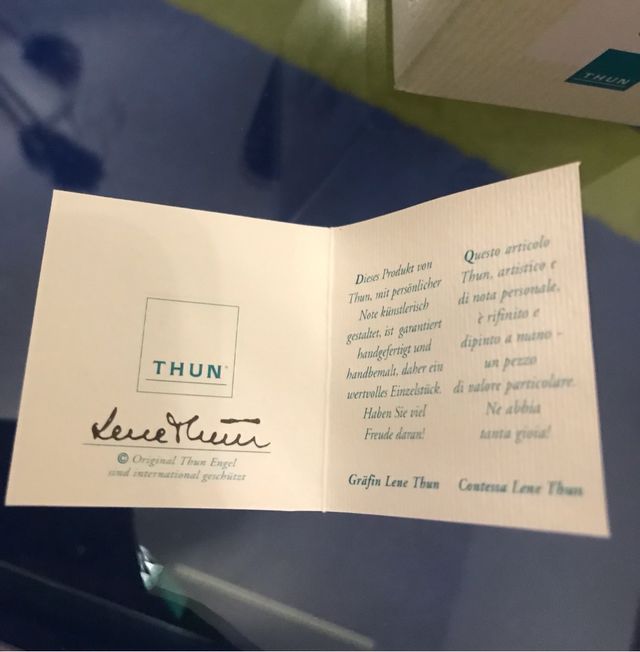 THUN
THUN®
Lene Thun
© Original Thun Engel
sind international geschützt
Dieses Produkt von
Thun, mit persönlicher
Note künstlerisch
gestaltet, ist garantiert
handgefertigt und
handbemalt, daher ein
wertvolles Einzelstück.
Haben Sie viel
Freude daran!
Gräfin Lene Thun
Questo articolo
Thun, artistico e
di nota personale,
è rifinito e
dipinto a mano -
un pezzo
di valore particolare.
Ne abbia
tanta gioia!
Contessa Lene Thun